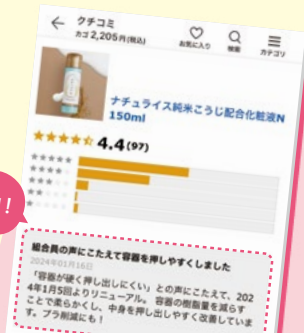 クチコミ
カゴ 2,205円(税込)
お気に入り
検索
カテゴリ
ナチュライス純米こうじ配合化粧液N
150ml
★★★★★ 4.4(97)
★★★★★
★★★★
★★★
★★
★
!!
組合員の声にこたえて容器を押しやすくしました
2024年01月16日
「容器が硬く押し出しにくい」との声にこたえて、202
4年1月5日よりリニューアル。 容器の樹脂量を減らす
ことで柔らかくし、中身を押し出しやすく改善していま
す。プラ削減にも！